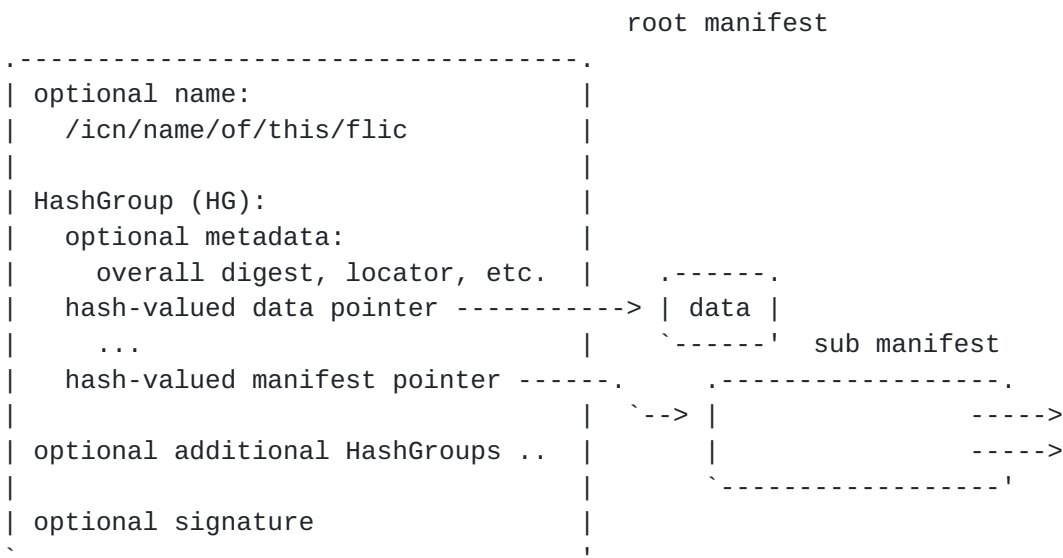 root manifest
optional name:
/icn/name/of/this/flic
HashGroup (HG):
optional metadata:
overall digest, locator, etc.
hash-valued data pointer -----------> | data |
... sub manifest
hash-valued manifest pointer ------.
optional additional HashGroups ..
optional signature